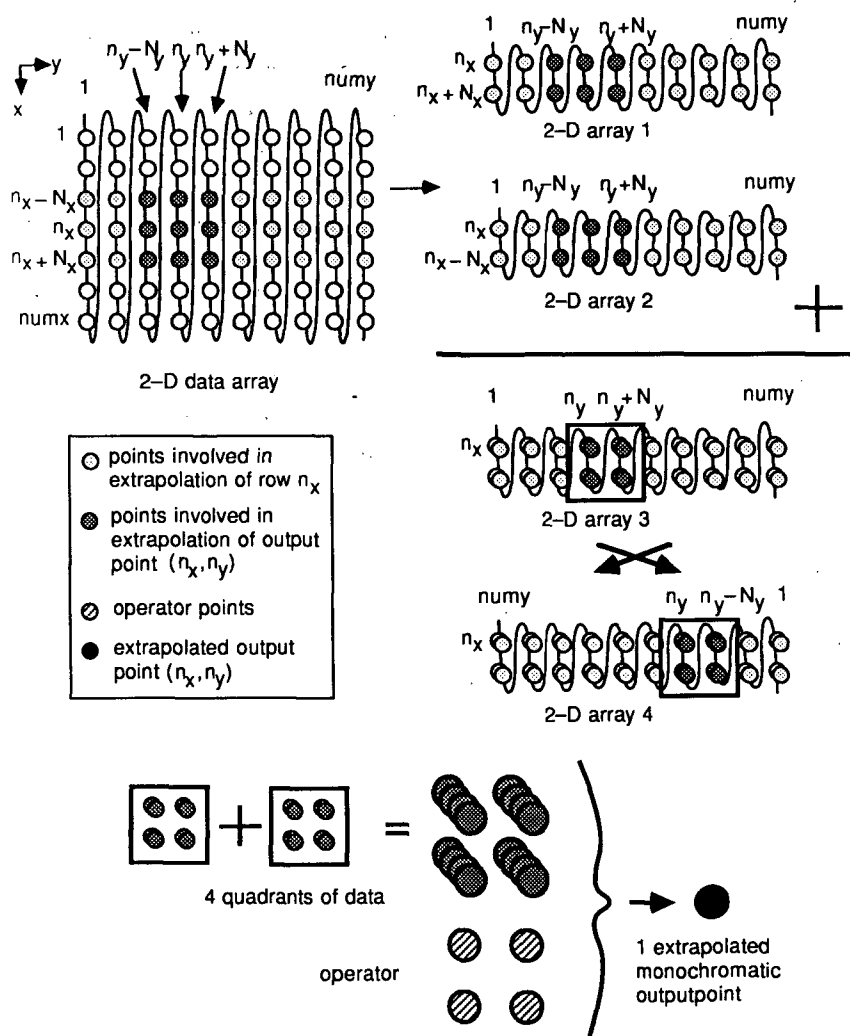 n_y−N_y n_y n_y+N_y
y
x
1
numy
1
n_x−N_x
n_x
n_x+N_x
numx
2–D data array
1 n_y−N_y n_y+N_y numy
n_x
n_x+N_x
2–D array 1
1 n_y−N_y n_y+N_y numy
n_x
n_x−N_x
2–D array 2
+
1 n_y n_y+N_y numy
n_x
2–D array 3
numy n_y n_y−N_y 1
n_x
2–D array 4
points involved in
extrapolation of row n_x
points involved in
extrapolation of output
point (n_x,n_y)
operator points
extrapolated output
point (n_x,n_y)
+ =
4 quadrants of data
operator
1 extrapolated
monochromatic
outputpoint